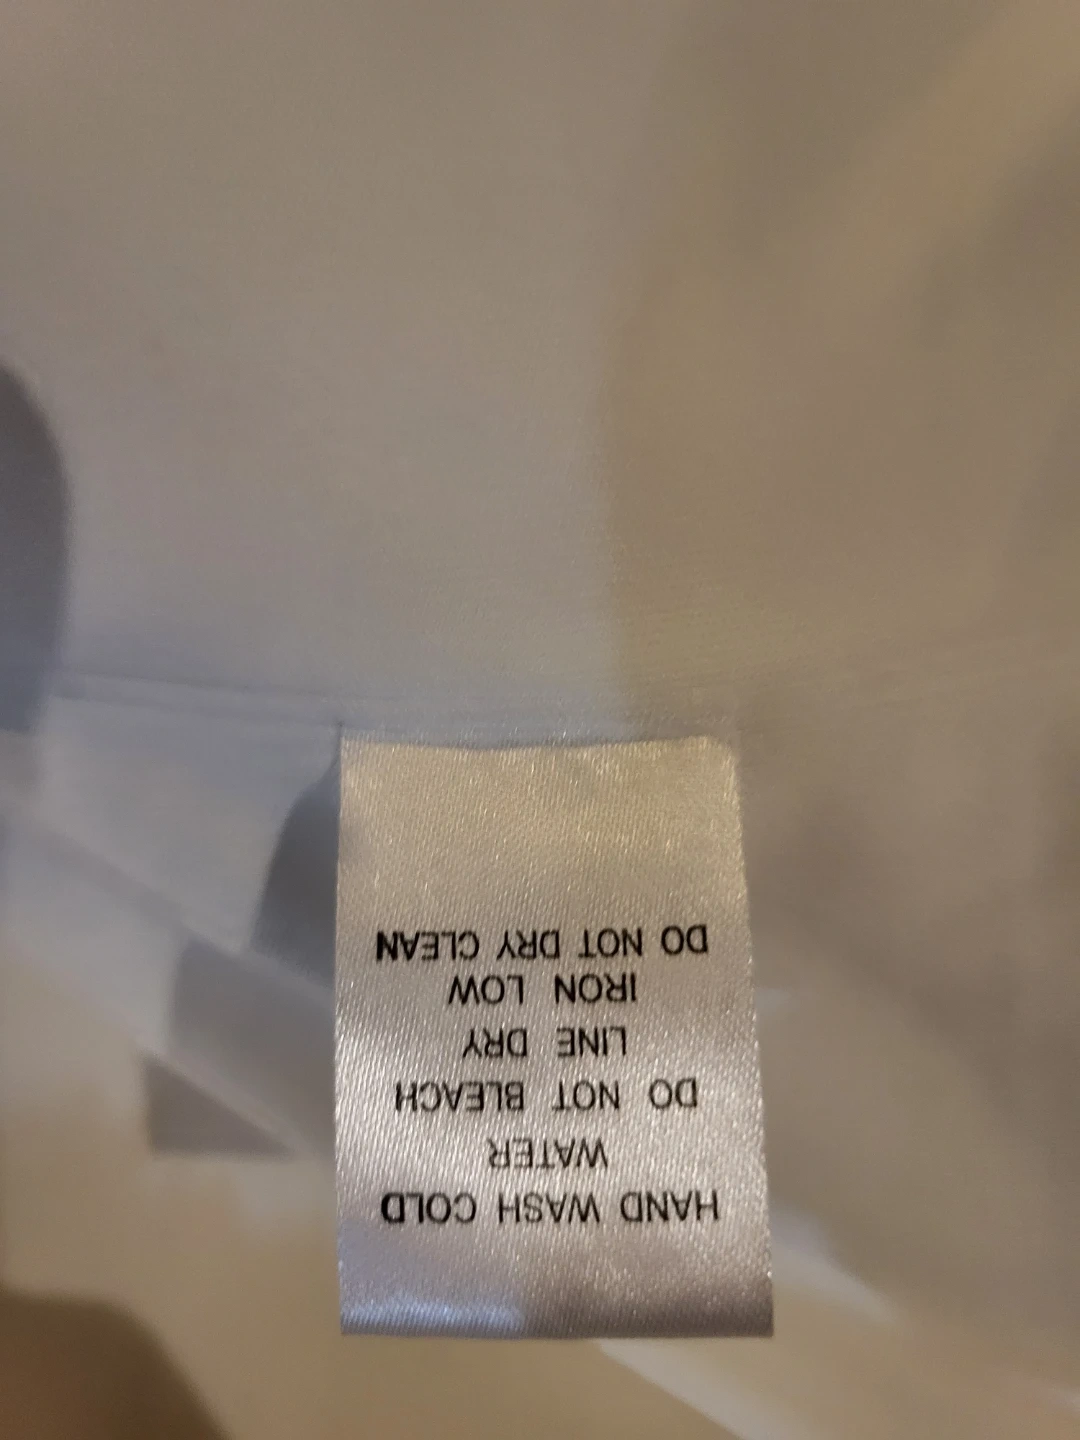 HAND WASH COLD
WATER
DO NOT BLEACH
LINE DRY
IRON LOW
DO NOT DRY CLEAN